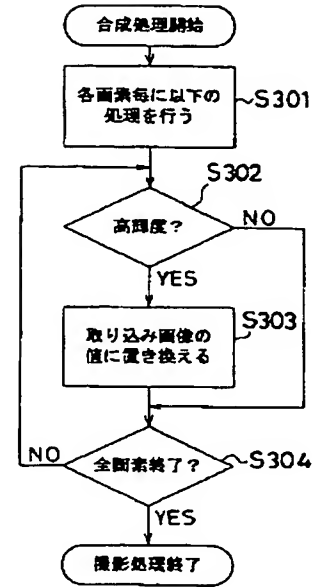 合成処理開始
各画素毎に以下の
処理を行う
S301
S302
高輝度?
NO
YES
取り込み画像の
値に置き換える
S303
NO
全画素終了?
S304
YES
撮影処理終了